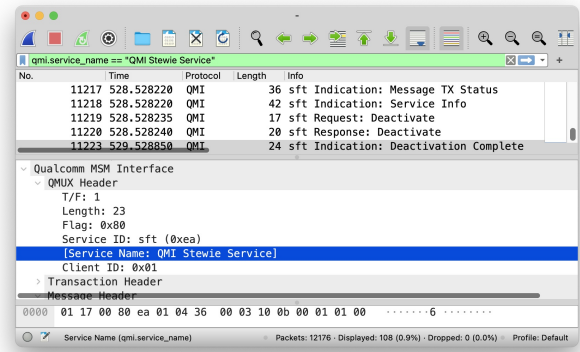 qmi.service_name == "QMI Stewie Service"
No. Time Protocol Length Info
11217 528.528220 QMI 36 sft Indication: Message TX Status
11218 528.528220 QMI 42 sft Indication: Service Info
11219 528.528235 QMI 17 sft Request: Deactivate
11220 528.528240 QMI 20 sft Response: Deactivate
11223 529.528850 QMI 24 sft Indication: Deactivation Complete
Qualcomm MSM Interface
QMUX Header
T/F: 1
Length: 23
Flag: 0x80
Service ID: sft (0xea)
[Service Name: QMI Stewie Service]
Client ID: 0x01
Transaction Header
Message Header
0000 01 17 00 80 ea 01 04 36 00 03 10 0b 00 01 01 00 ·······6 ········
Service Name (qmi.service_name) Packets: 12176 · Displayed: 108 (0.9%) · Dropped: 0 (0.0%) Profile: Default